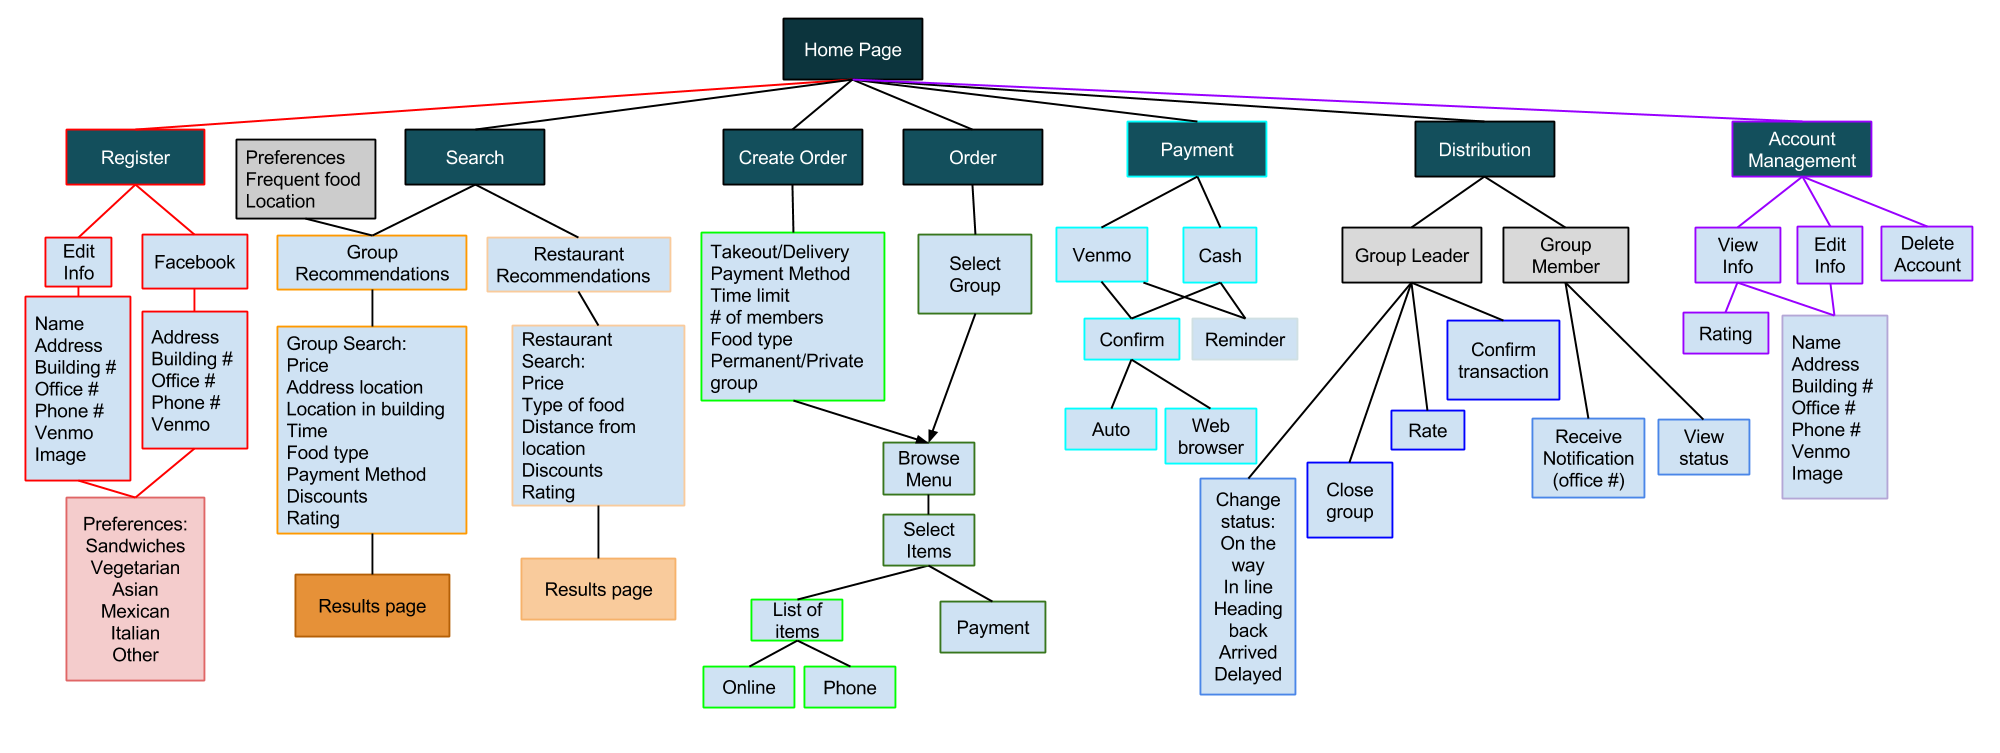 Home Page
Register
Preferences
Frequent food
Location
Search
Create Order
Order
Payment
Distribution
Account
Management
Edit
Info
Facebook
Group
Recommendations
Restaurant
Recommendations
Takeout/Delivery
Payment Method
Time limit
# of members
Food type
Permanent/Private
group
Select
Group
Venmo
Cash
Group Leader
Group
Member
View
Info
Edit
Info
Delete
Account
Name
Address
Building #
Office #
Phone #
Venmo
Image
Address
Building #
Office #
Phone #
Venmo
Group Search:
Price
Address location
Location in building
Time
Food type
Payment Method
Discounts
Rating
Restaurant
Search:
Price
Type of food
Distance from
location
Discounts
Rating
Confirm
Reminder
Confirm
transaction
Rating
Name
Address
Building #
Office #
Phone #
Venmo
Image
Auto
Web
browser
Rate
Receive
Notification
(office #)
View
status
Browse
Menu
Close
group
Change
status:
On the
way
In line
Heading
back
Arrived
Delayed
Preferences:
Sandwiches
Vegetarian
Asian
Mexican
Italian
Other
Select
Items
Results page
Results page
List of
items
Payment
Online
Phone